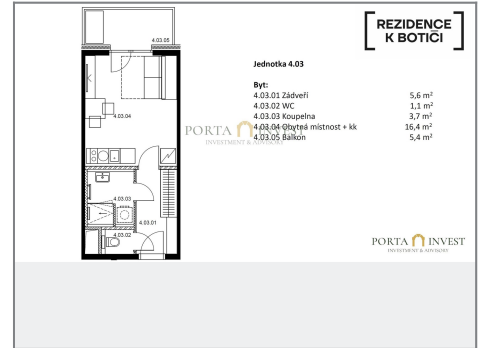 4.03.05
REZIDENCE
K BOTIČI
Jednotka 4.03
Byt:
4.03.01 Zádveří 5,6 m²
4.03.02 WC 1,1 m²
4.03.03 Koupelna 3,7 m²
4.03.04 Obytná místnost + kk 16,4 m²
4.03.05 Balkon 5,4 m²
4.03.04
PORTA INVEST
INVESTMENT & ADVISORY
4.03.03
4.03.01
4.03.02
PORTA INVEST
INVESTMENT & ADVISORY